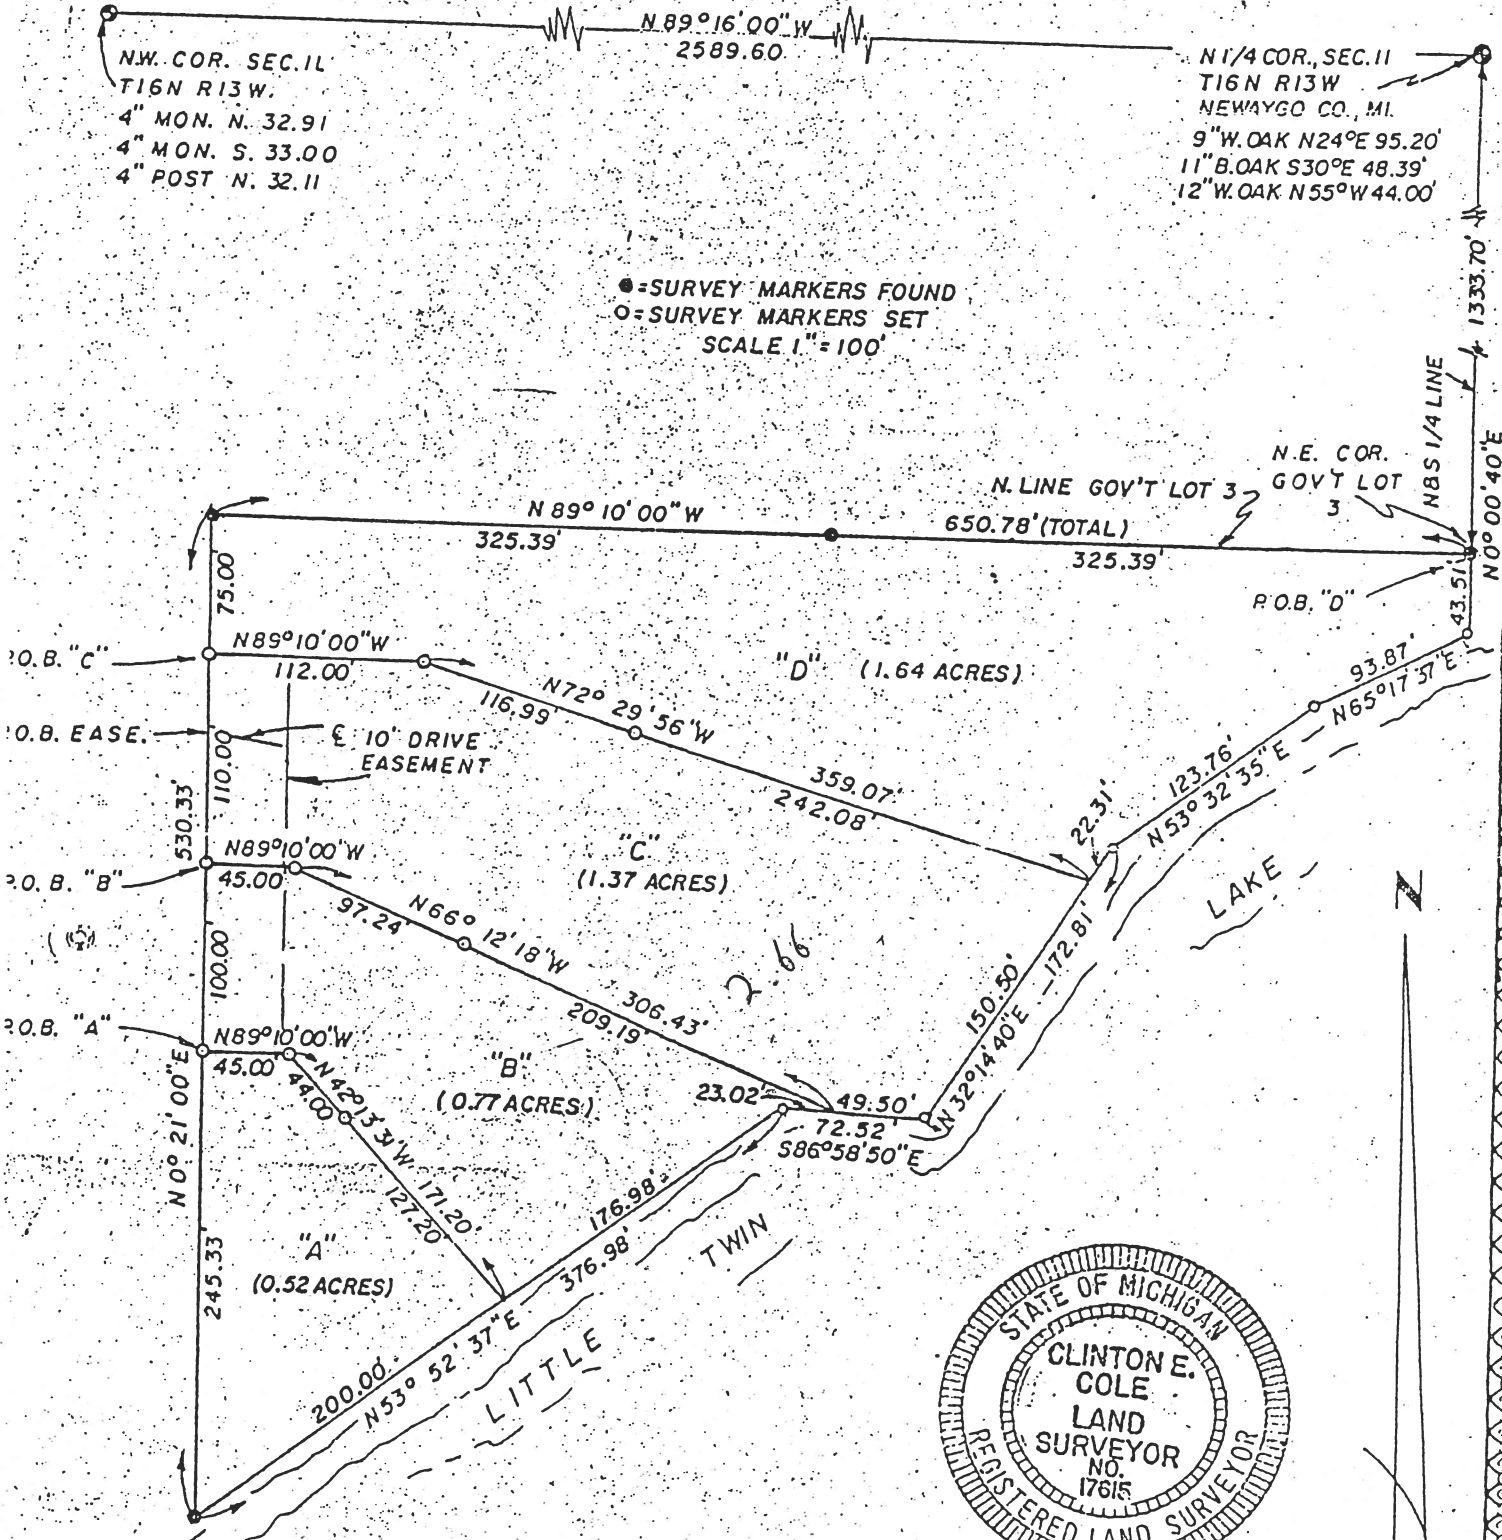 N 89°16'00"W
2589.60
N.W. COR. SEC. 11
T16N R13W.
4" MON. N. 32.91
4" MON. S. 33.00
4" POST N. 32.11
N 1/4 COR., SEC. 11
T16N R13W
NEWAYGO CO., MI.
9"W. OAK N24°E 95.20'
11"B. OAK S30°E 48.39'
12"W. OAK N55°W 44.00'
1333.70'
●=SURVEY MARKERS FOUND
○=SURVEY MARKERS SET
SCALE 1"=100'
N&S 1/4 LINE
N0°00'40"E
N.E. COR.
GOV'T LOT
3
N. LINE GOV'T LOT 3
N 89°10'00"W
650.78'(TOTAL)
325.39'
325.39'
75.00
P.O.B. "D"
43.51'
.O.B. "C"
N89°10'00"W
112.00'
"D" (1.64 ACRES)
93.87'
N65°17'37"E
N72°29'56"W
116.99'
.O.B. EASE.
℄ 10' DRIVE
EASEMENT
110.00
530.33'
359.07'
242.08'
22.31'
123.76'
N53°32'35"E
"C"
(1.37 ACRES)
.O.B. "B"
N89°10'00"W
45.00'
LAKE
N
97.24'
N66°12'18"W
172.81'
100.00'
2.66
150.50'
N32°14'40"E
306.43'
209.19'
.O.B. "A"
N89°10'00"W
45.00'
"B"
(0.77 ACRES)
23.02'
49.50'
72.52'
S86°58'50"E
44.00
N42°13'31"W
171.20'
127.20'
N0°21'00"E
176.98'
376.98'
TWIN
"A"
(0.52 ACRES)
245.33'
200.00'
N53°52'37"E
LITTLE
STATE OF MICHIGAN
CLINTON E.
COLE
LAND
SURVEYOR
NO.
17615
REGISTERED LAND SURVEYOR